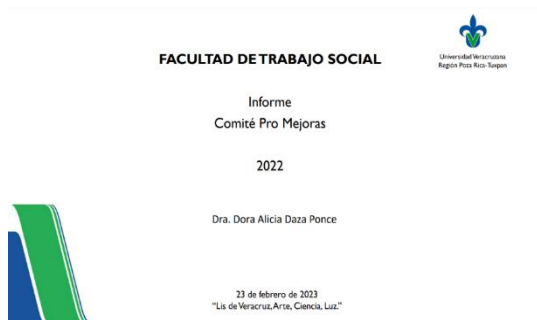 FACULTAD DE TRABAJO SOCIAL
Universidad Veracruzana
Región Poza Rica-Tuxpan
Informe
Comité Pro Mejoras
2022
Dra. Dora Alicia Daza Ponce
23 de febrero de 2023
"Lis de Veracruz, Arte, Ciencia, Luz."